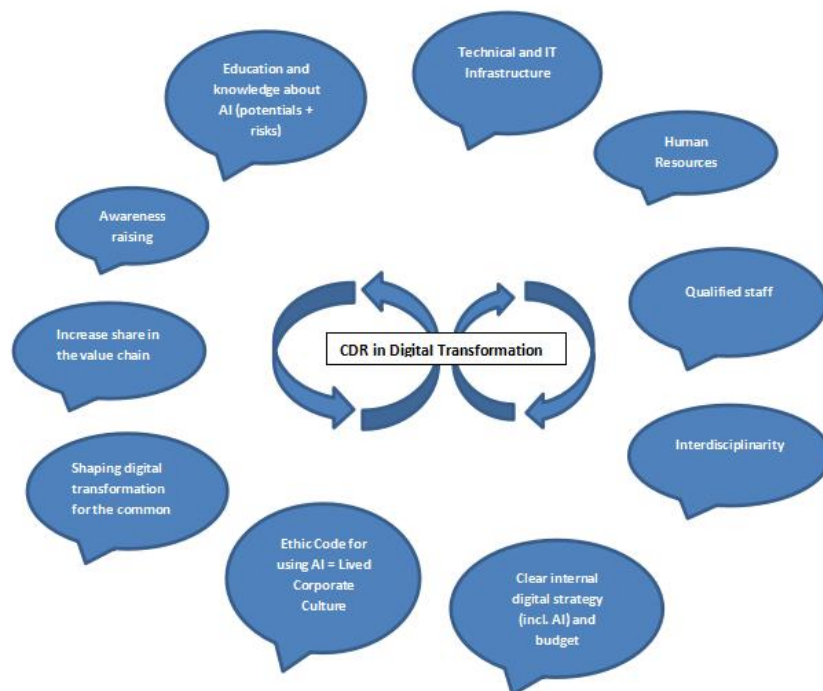 Education and
knowledge about
AI (potentials +
risks)
Technical and IT
Infrastructure
Human
Resources
Awareness
raising
Qualified staff
Increase share in
the value chain
CDR in Digital Transformation
Shaping digital
transformation
for the common
Interdisciplinarity
Ethic Code for
using AI = Lived
Corporate
Culture
Clear internal
digital strategy
(incl. AI) and
budget